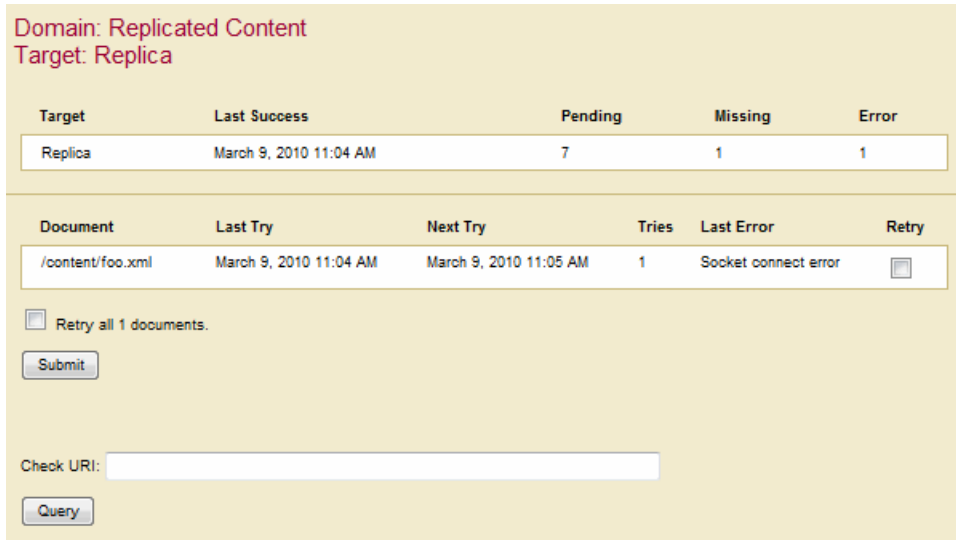 Domain: Replicated Content
Target: Replica
Target Last Success Pending Missing Error
Replica March 9, 2010 11:04 AM 7 1 1
Document Last Try Next Try Tries Last Error Retry
/content/foo.xml March 9, 2010 11:04 AM March 9, 2010 11:05 AM 1 Socket connect error
Retry all 1 documents.
Submit
Check URI:
Query